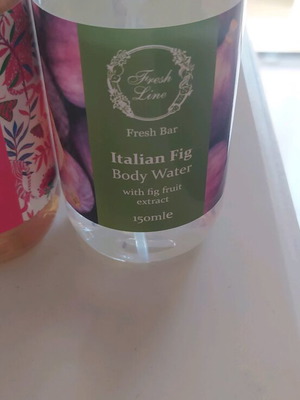 Fresh
Line
Fresh Bar
Italian Fig
Body Water
with fig fruit
extract
150mle